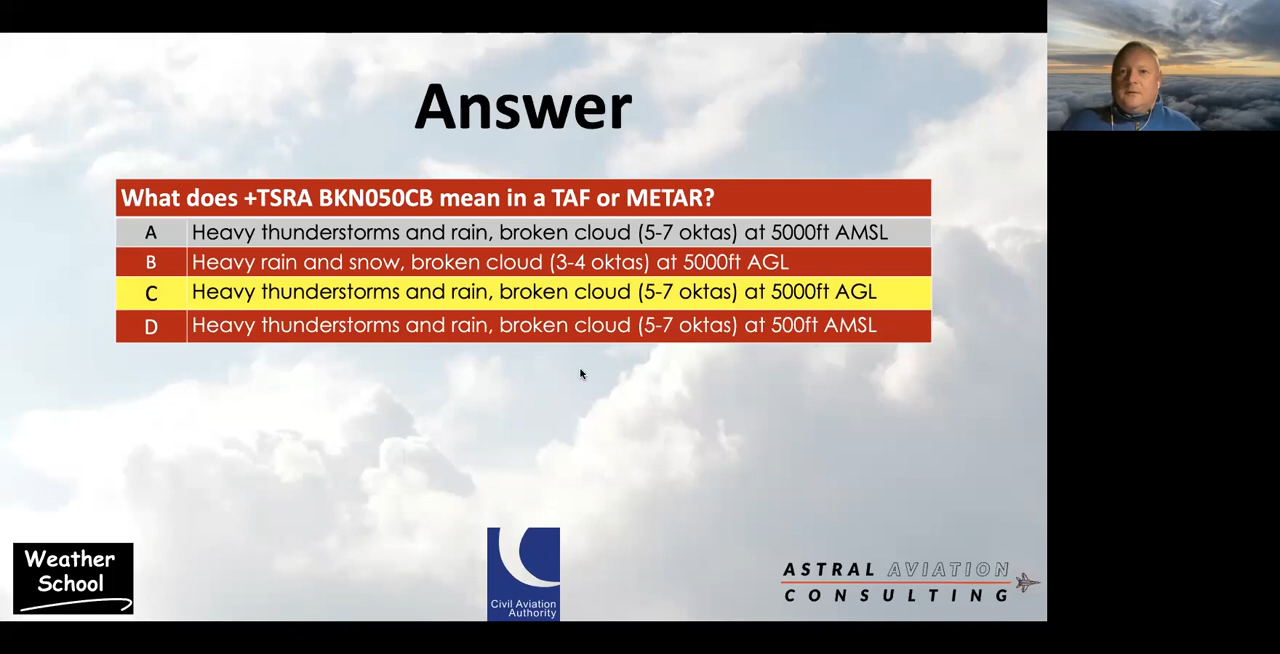 Answer
What does +TSRA BKN050CB mean in a TAF or METAR?
A Heavy thunderstorms and rain, broken cloud (5-7 oktas) at 5000ft AMSL
B Heavy rain and snow, broken cloud (3-4 oktas) at 5000ft AGL
C Heavy thunderstorms and rain, broken cloud (5-7 oktas) at 5000ft AGL
D Heavy thunderstorms and rain, broken cloud (5-7 oktas) at 500ft AMSL
Weather
School
Civil Aviation
Authority
ASTRAL AVIATION
CONSULTING